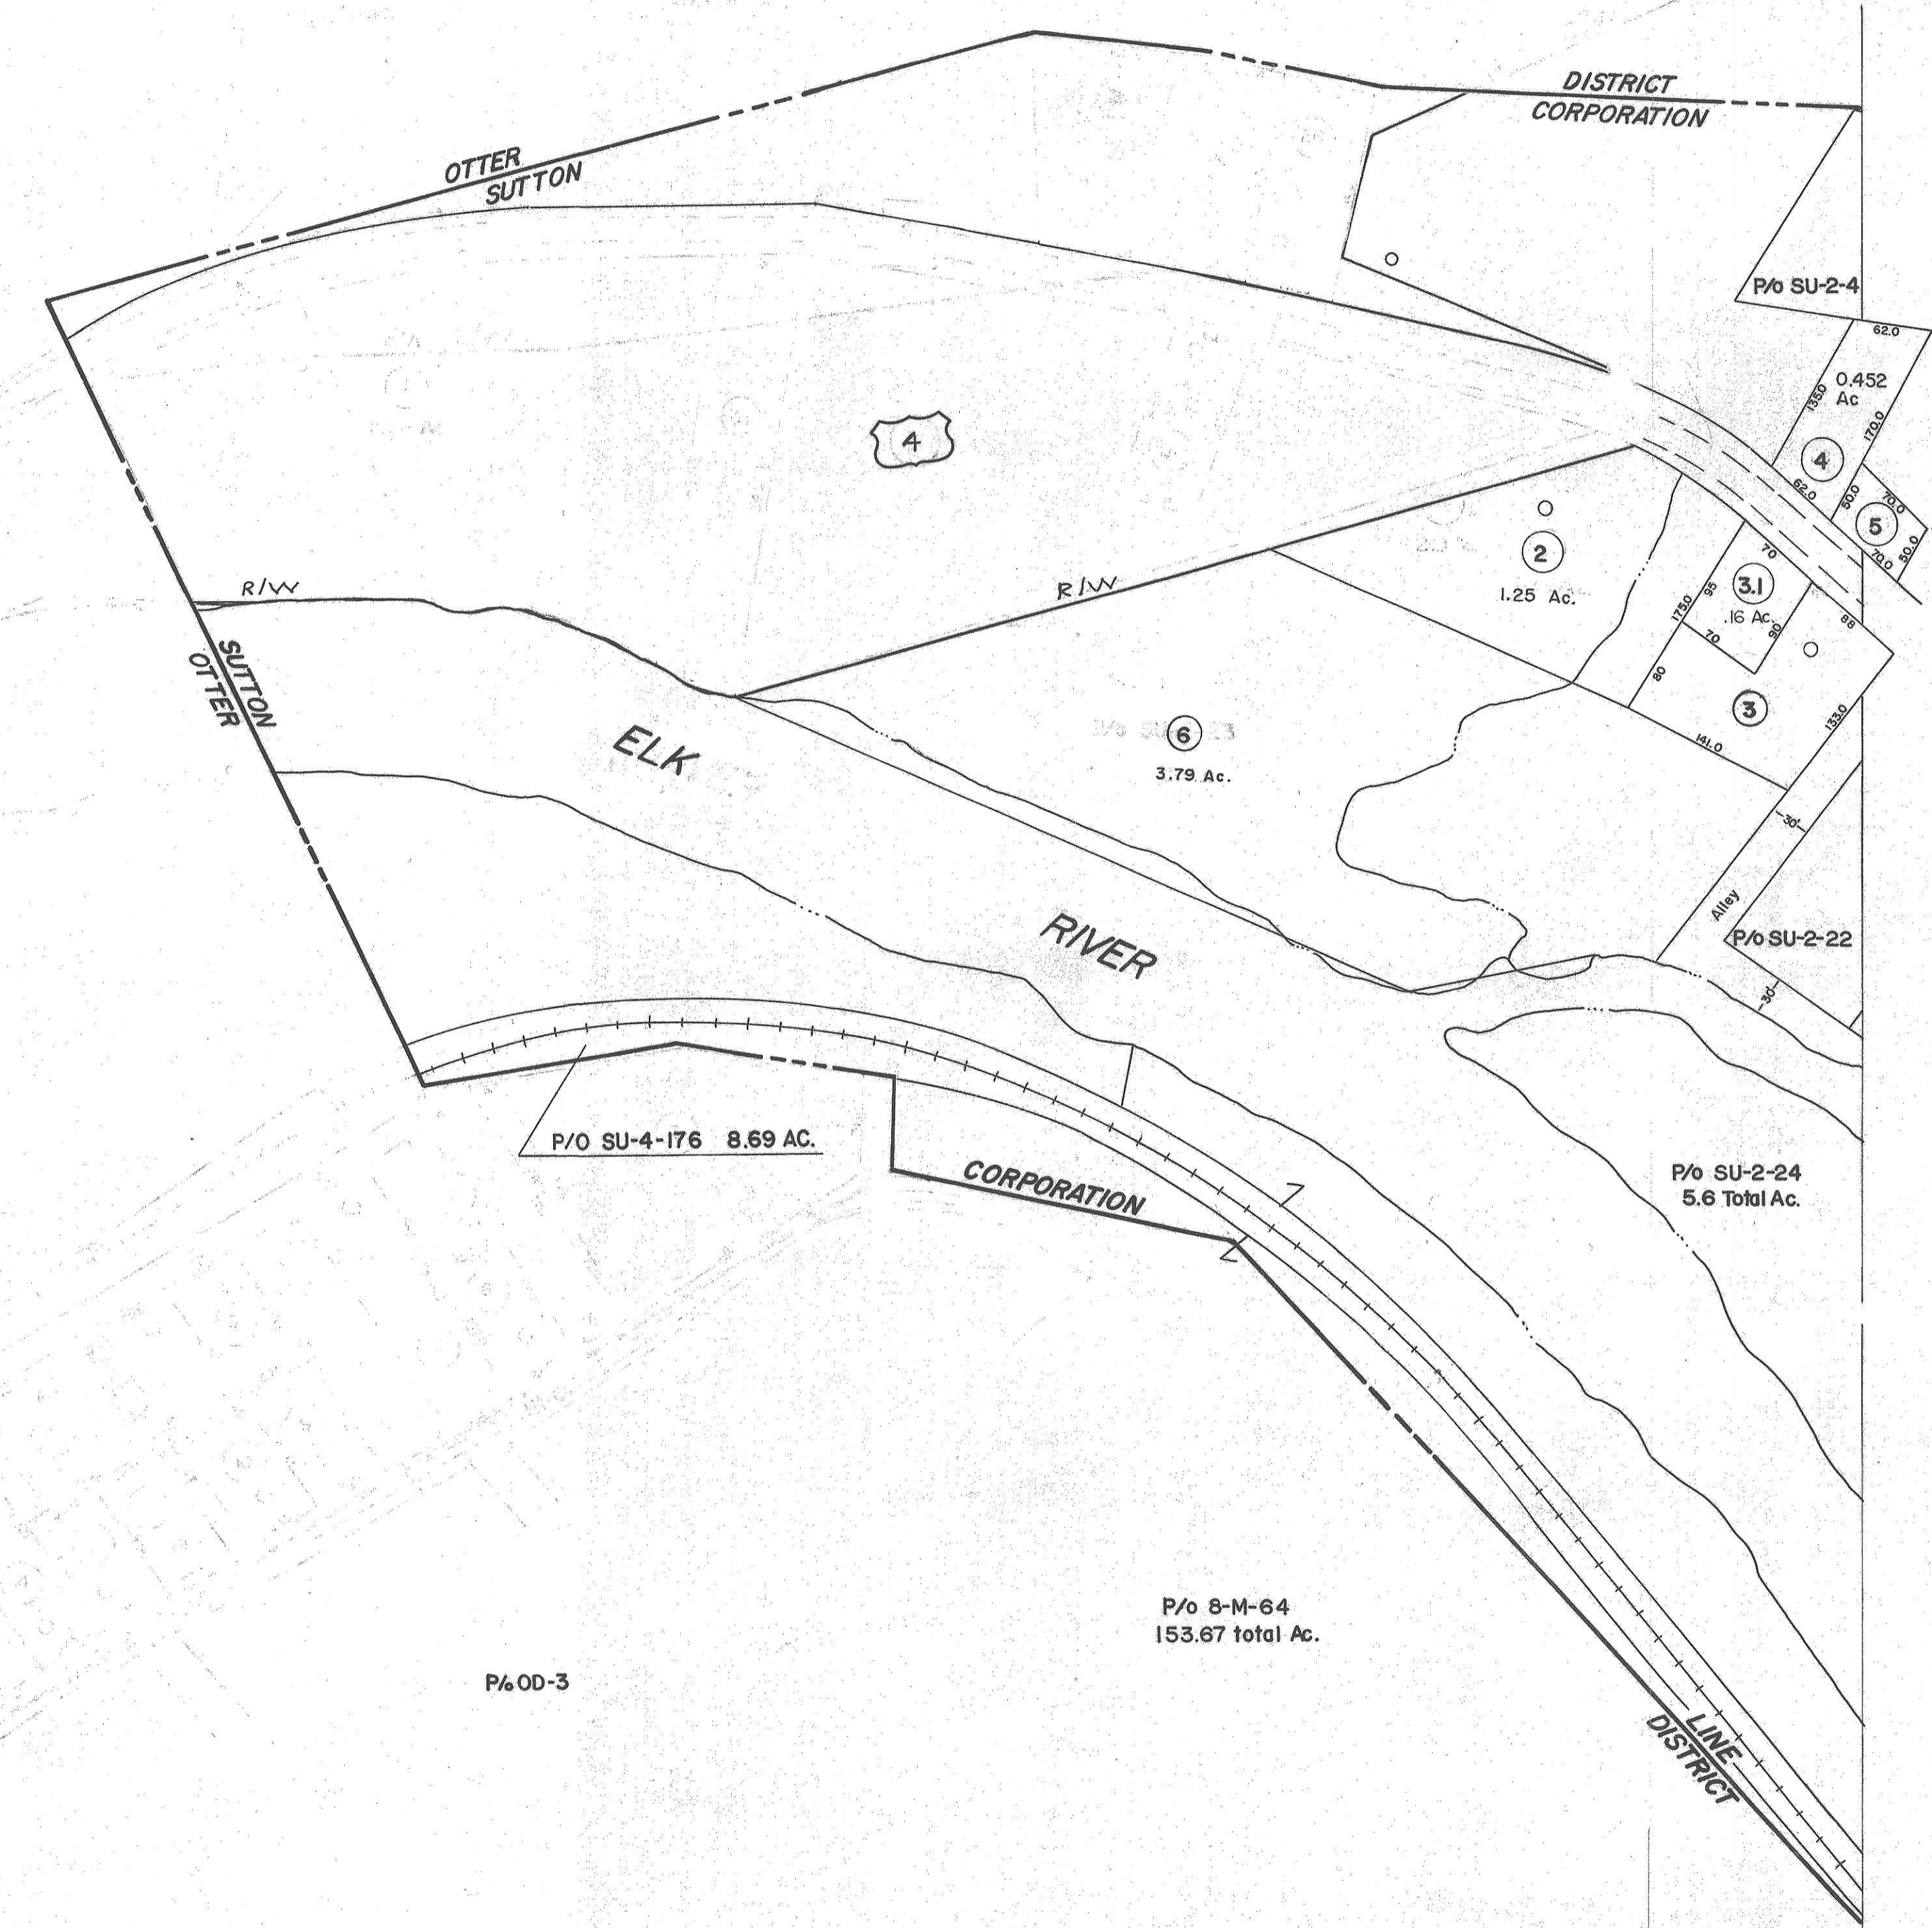 DISTRICT
CORPORATION
OTTER
SUTTON
P/o SU-2-4
62.0
0.452
Ac
135.0
170.0
4
4
62.0
50.0
70.0
5
70.0
50.0
2
1.25 Ac.
70
3.1
95
175.0
.16 Ac.
90
70
88
80
3
133.0
141.0
R/W
R/W
SUTTON
OTTER
ELK
6
3.79 Ac.
30'
Alley
RIVER
P/o SU-2-22
30'
P/O SU-4-176 8.69 AC.
CORPORATION
P/o SU-2-24
5.6 Total Ac.
P/o 8-M-64
153.67 total Ac.
P/o OD-3
LINE
DISTRICT